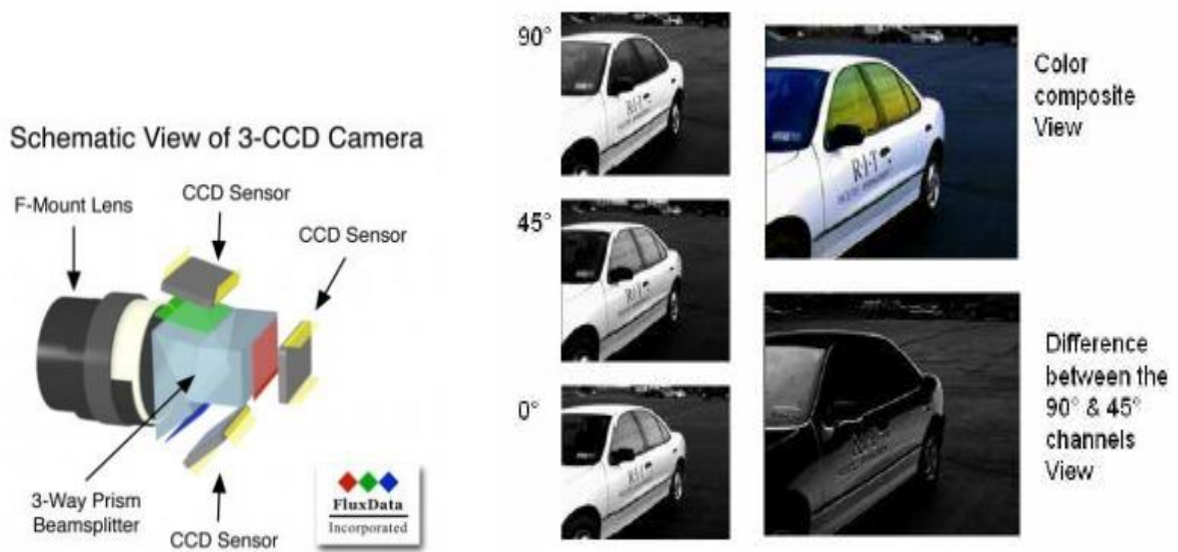 Schematic View of 3-CCD Camera
F-Mount Lens
CCD Sensor
CCD Sensor
3-Way Prism
Beamsplitter
CCD Sensor
FluxData
Incorporated
90°
45°
0°
R·I·T
R·I·T
R·I·T
Color
composite
View
R·I·T
Difference
between the
90° & 45°
channels
View